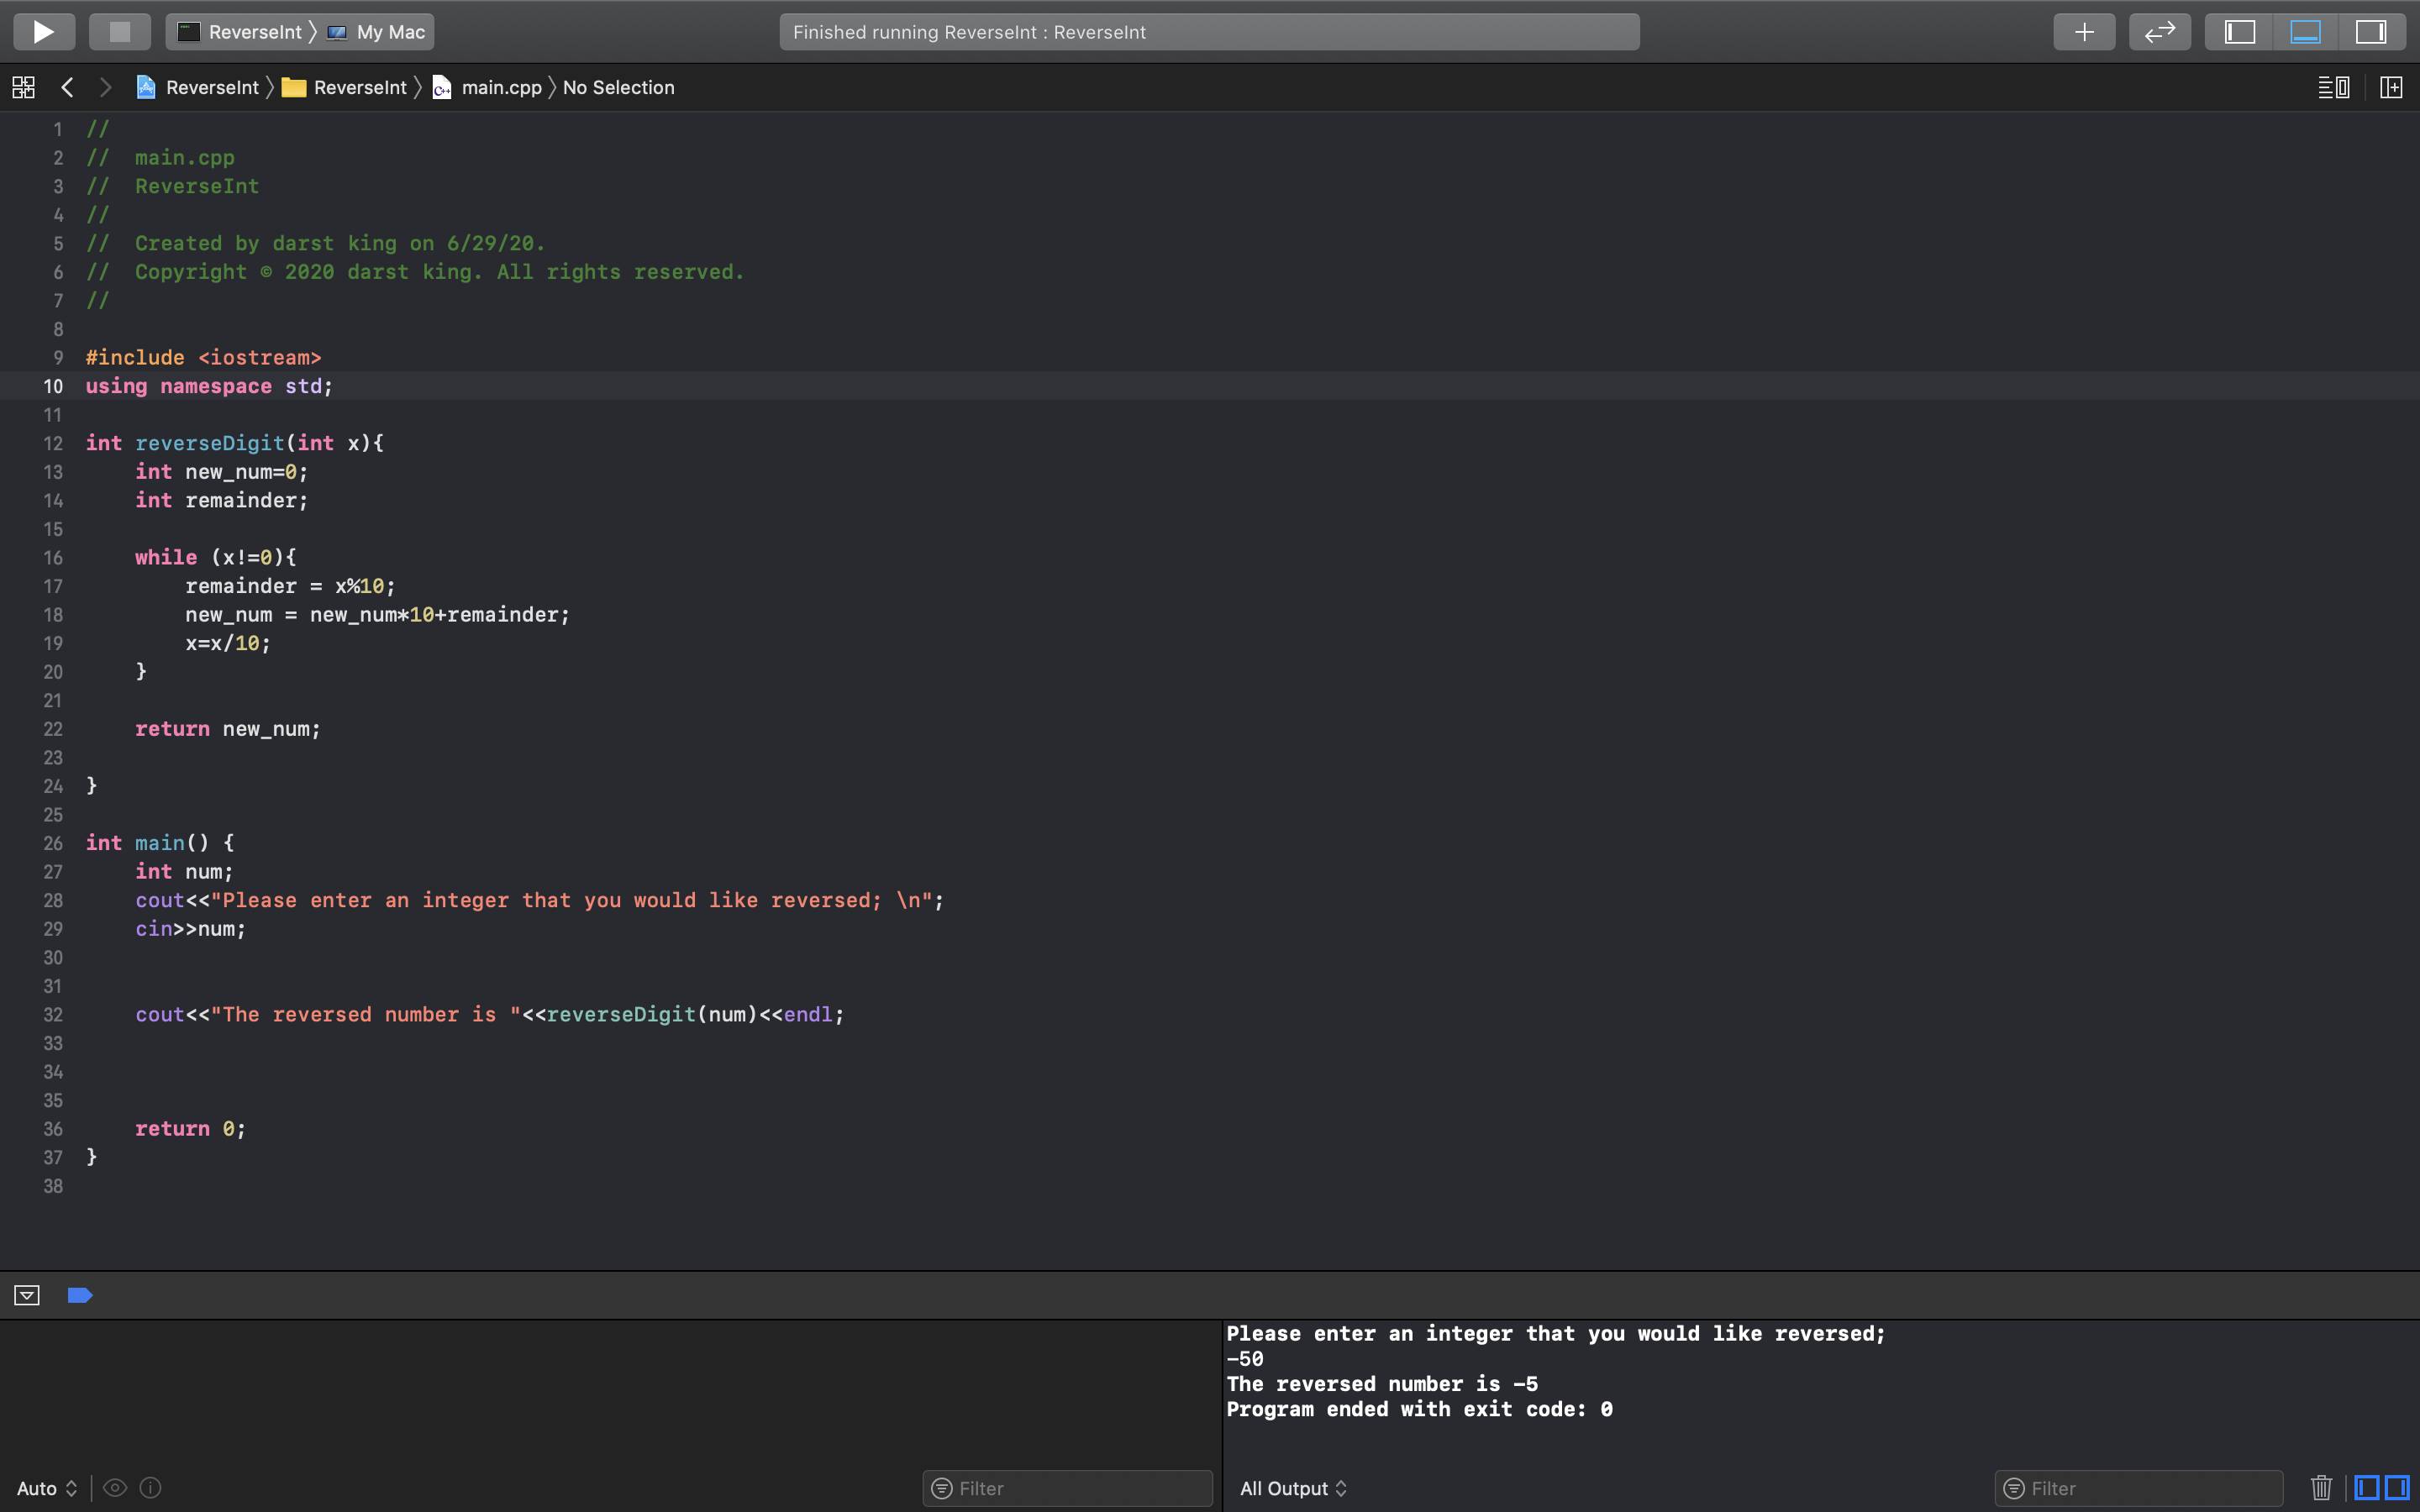 ReverseInt My Mac Finished running ReverseInt : ReverseInt
ReverseInt ReverseInt main.cpp No Selection
1 //
2 //  main.cpp
3 //  ReverseInt
4 //
5 //  Created by darst king on 6/29/20.
6 //  Copyright © 2020 darst king. All rights reserved.
7 //
8
9 #include <iostream>
10 using namespace std;
11
12 int reverseDigit(int x){
13     int new_num=0;
14     int remainder;
15
16     while (x!=0){
17         remainder = x%10;
18         new_num = new_num*10+remainder;
19         x=x/10;
20     }
21
22     return new_num;
23
24 }
25
26 int main() {
27     int num;
28     cout<<"Please enter an integer that you would like reversed; \n";
29     cin>>num;
30
31
32     cout<<"The reversed number is "<<reverseDigit(num)<<endl;
33
34
35
36     return 0;
37 }
38
Please enter an integer that you would like reversed;
-50
The reversed number is -5
Program ended with exit code: 0
Auto Filter All Output Filter